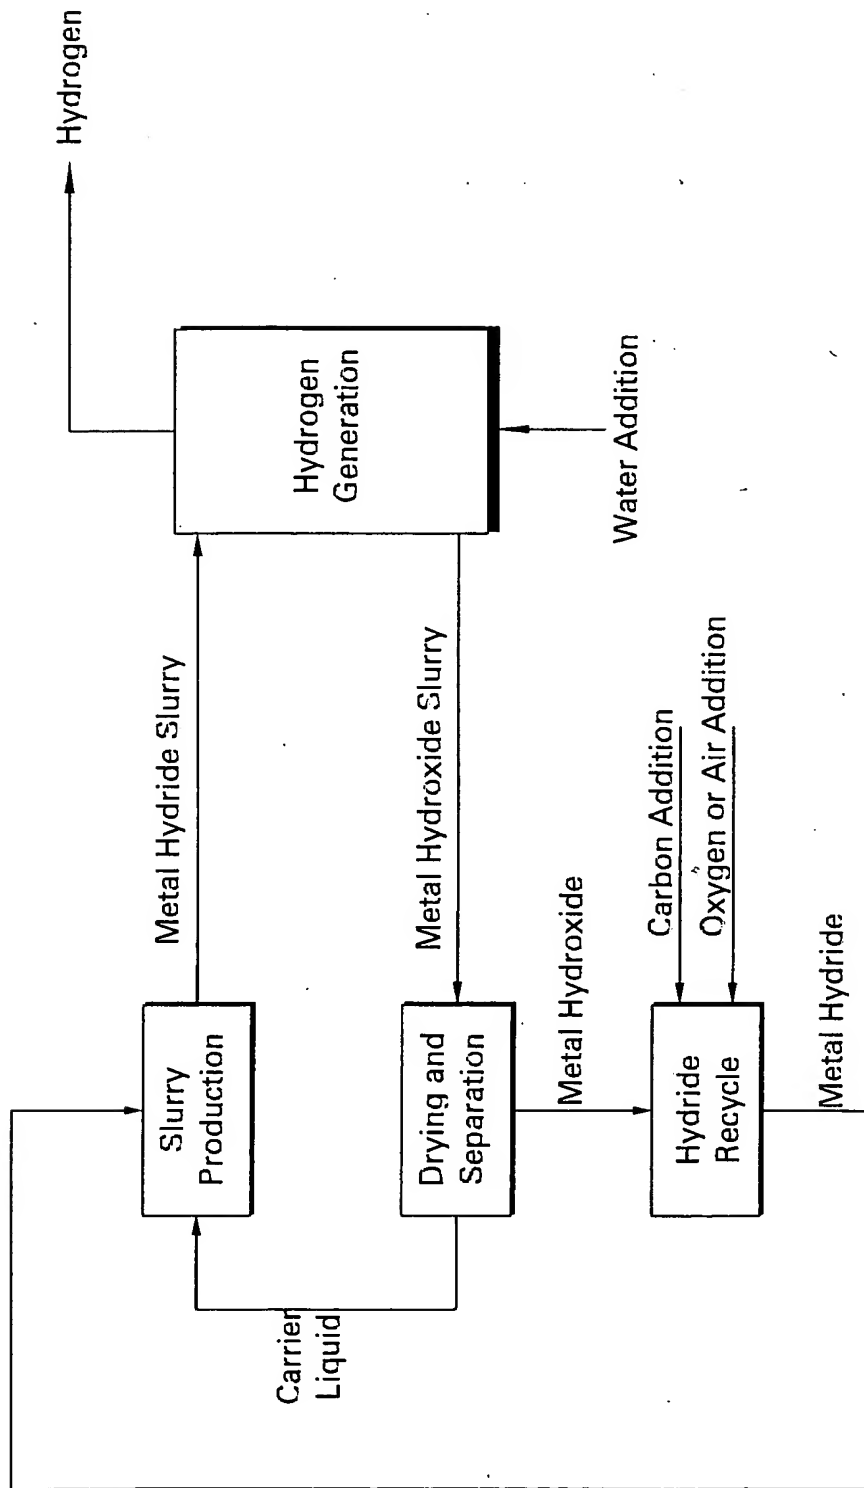 Hydrogen
Metal Hydride Slurry
Slurry
Production
Hydrogen
Generation
Carrier
Liquid
Metal Hydroxide Slurry
Drying and
Separation
Water Addition
Metal Hydroxide
Carbon Addition
Oxygen or Air Addition
Hydride
Recycle
Metal Hydride